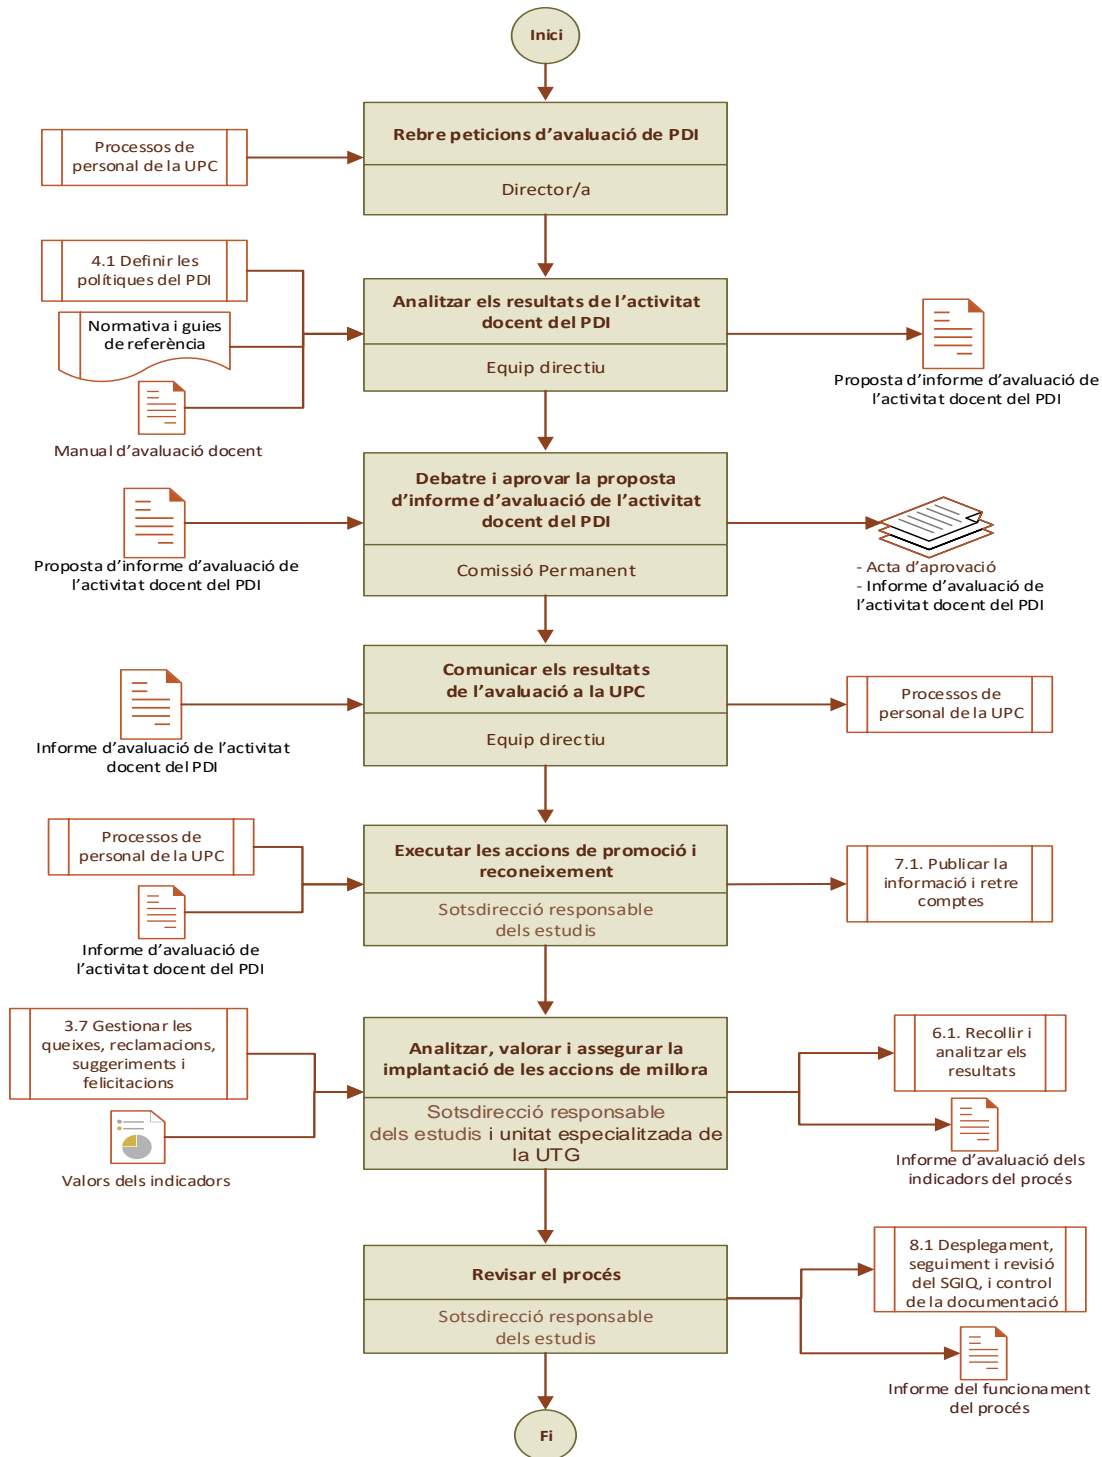 Inici
Rebre peticions d’avaluació de PDI
Director/a
Processos de
personal de la UPC
4.1 Definir les
polítiques del PDI
Normativa i guies
de referència
Manual d’avaluació docent
Analitzar els resultats de l’activitat
docent del PDI
Equip directiu
Proposta d’informe d’avaluació de
l’activitat docent del PDI
Proposta d’informe d’avaluació de
l’activitat docent del PDI
Debatre i aprovar la proposta
d’informe d’avaluació de l’activitat
docent del PDI
Comissió Permanent
- Acta d’aprovació
- Informe d’avaluació de
l’activitat docent del PDI
Informe d’avaluació de l’activitat
docent del PDI
Comunicar els resultats
de l’avaluació a la UPC
Equip directiu
Processos de
personal de la UPC
Processos de
personal de la UPC
Informe d’avaluació de
l’activitat docent del PDI
Executar les accions de promoció i
reconeixement
Sotsdirecció responsable
dels estudis
7.1. Publicar la
informació i retre
comptes
3.7 Gestionar les
queixes, reclamacions,
suggeriments i
felicitacions
Valors dels indicadors
Analitzar, valorar i assegurar la
implantació de les accions de millora
Sotsdirecció responsable
dels estudis i unitat especialitzada de
la UTG
6.1. Recollir i
analitzar els
resultats
Informe d’avaluació dels
indicadors del procés
Revisar el procés
Sotsdirecció responsable
dels estudis
8.1 Desplegament,
seguiment i revisió
del SGIQ, i control
de la documentació
Informe del funcionament
del procés
Fi